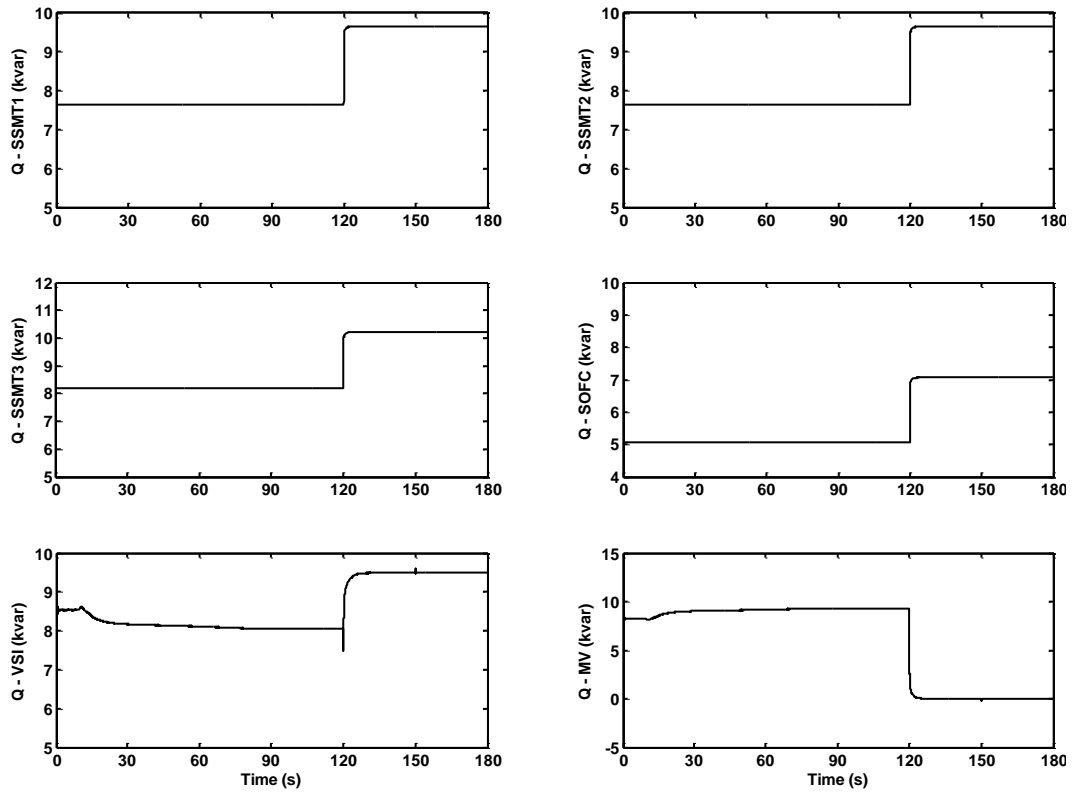 10
9
8
7
6
5
Q - SSMT1 (kvar)
0 30 60 90 120 150 180
10
9
8
7
6
5
Q - SSMT2 (kvar)
0 30 60 90 120 150 180
12
11
10
9
8
7
6
5
Q - SSMT3 (kvar)
0 30 60 90 120 150 180
10
9
8
7
6
5
4
Q - SOFC (kvar)
0 30 60 90 120 150 180
10
9
8
7
6
5
Q - VSI (kvar)
0 30 60 90 120 150 180
Time (s)
15
10
5
0
-5
Q - MV (kvar)
0 30 60 90 120 150 180
Time (s)